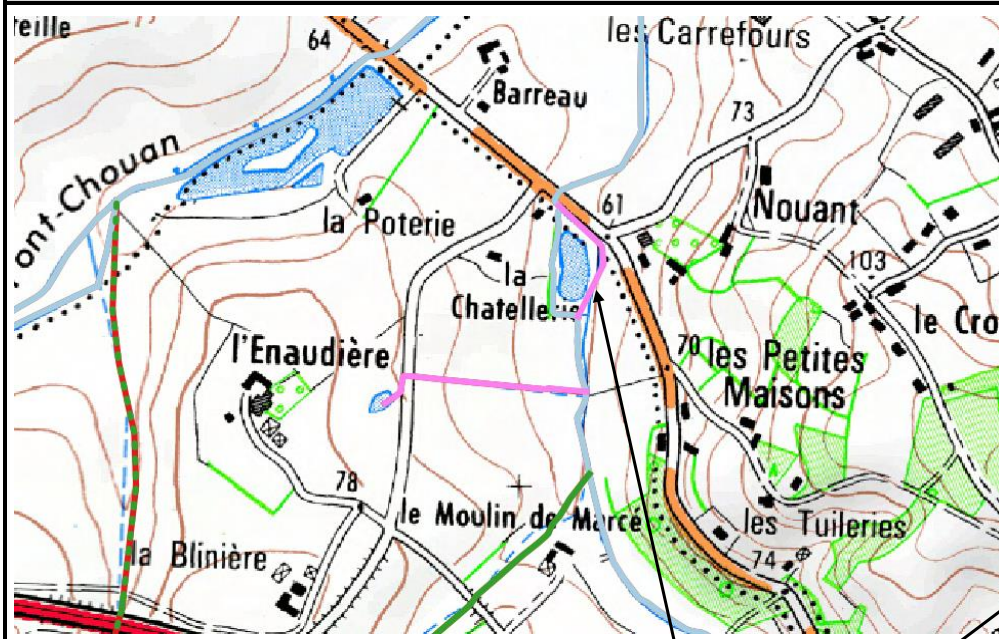 reille
64
les Carrefours
Barreau
73
ont-Chouan
la Poterie
61
Nouant
la
Chatellerie
103
le Cro
l'Enaudière
70
les Petites
Maisons
78
le Moulin de Marcé
les Tuileries
la Blinière
74